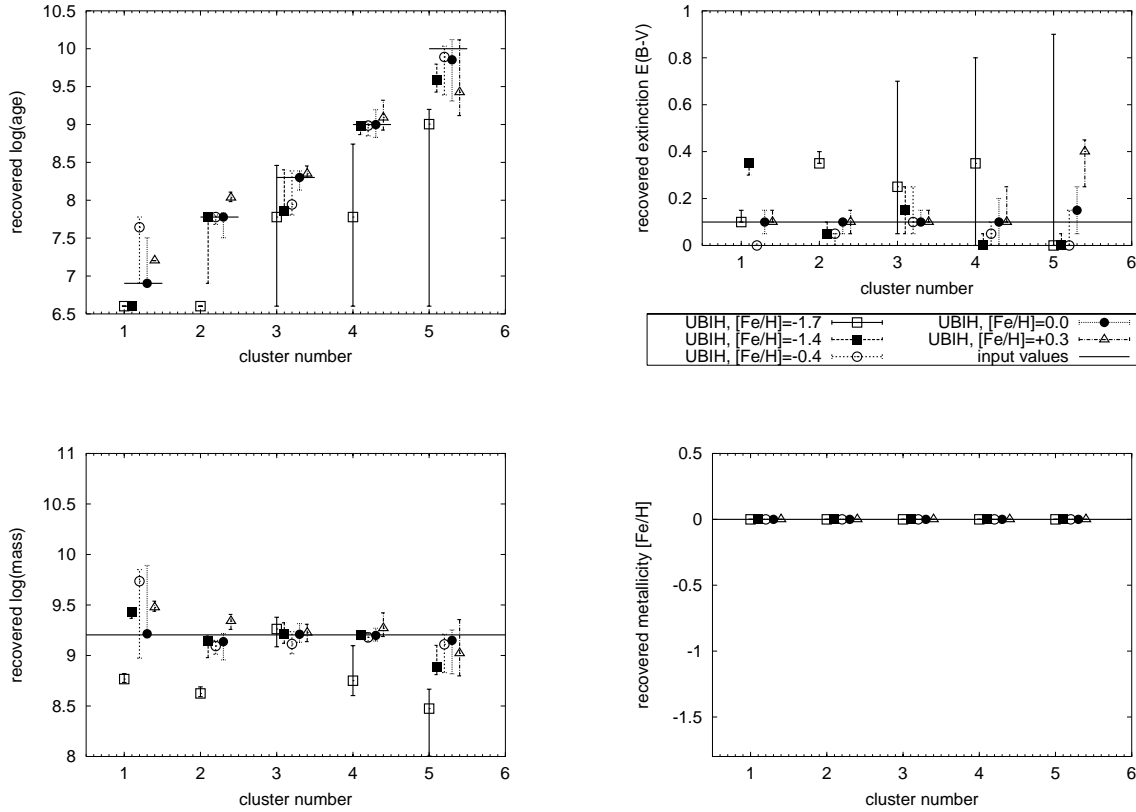 recovered log(age)
10
9.5
9
8.5
8
7.5
7
6.5
1 2 3 4 5 6
cluster number
recovered extinction E(B-V)
1
0.8
0.6
0.4
0.2
0
1 2 3 4 5 6
cluster number
UBIH, [Fe/H]=-1.7
UBIH, [Fe/H]=-1.4
UBIH, [Fe/H]=-0.4
UBIH, [Fe/H]=0.0
UBIH, [Fe/H]=+0.3
input values
recovered log(mass)
11
10.5
10
9.5
9
8.5
8
1 2 3 4 5 6
cluster number
recovered metallicity [Fe/H]
0.5
0
-0.5
-1
-1.5
1 2 3 4 5 6
cluster number